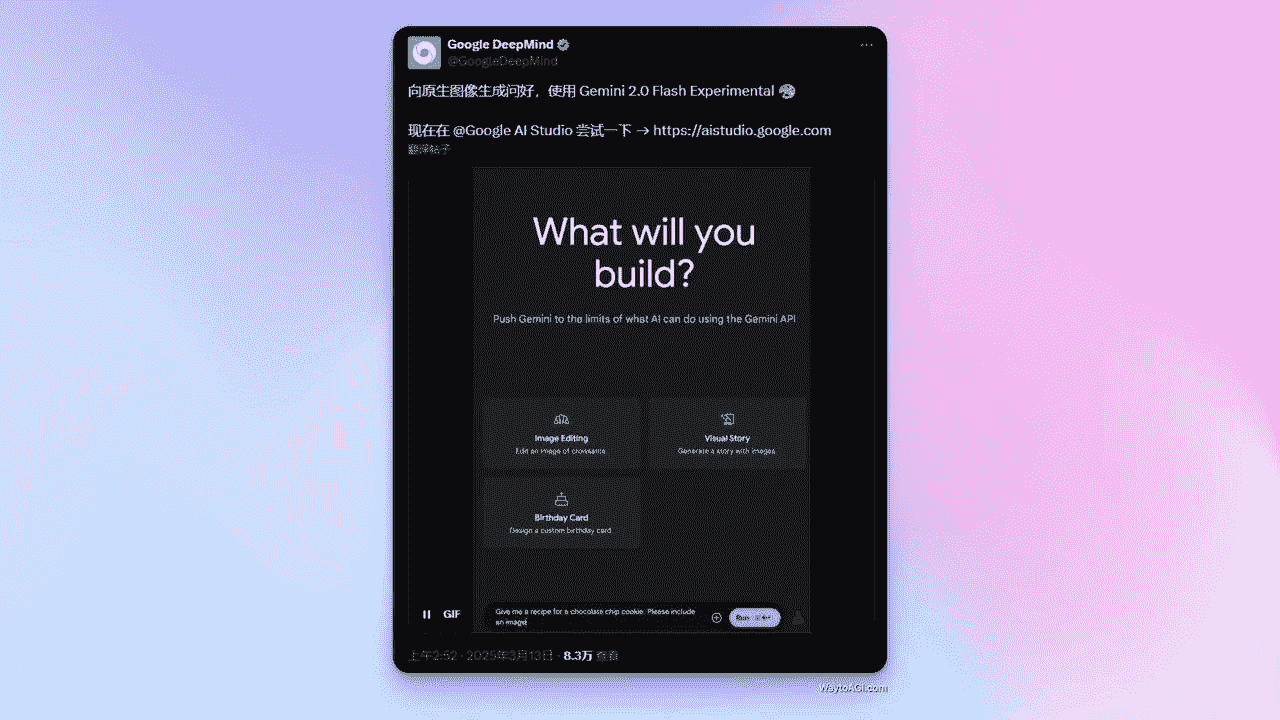 Google DeepMind
@GoogleDeepMind
向原生图像生成问好，使用 Gemini 2.0 Flash Experimental
现在在 @Google AI Studio 尝试一下 → https://aistudio.google.com
翻译帖子
What will you
build?
Push Gemini to the limits of what AI can do using the Gemini API
Image Editing
Edit an image of croissants
Visual Story
Generate a story with images
Birthday Card
Design a custom birthday card
Give me a recipe for a chocolate chip cookie. Please include
an image
Run
GIF
上午2:52 · 2025年3月13日 · 8.3万 查看
WaytoAGI.com